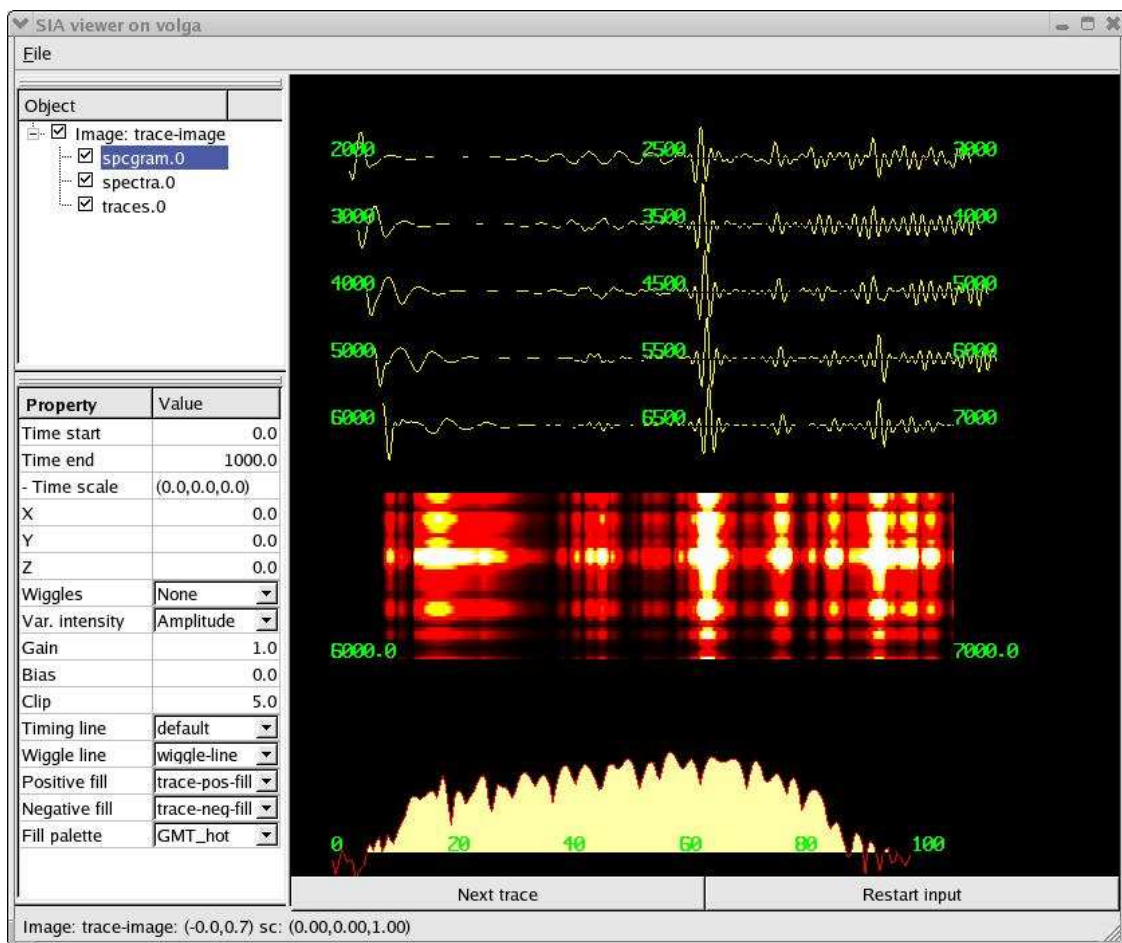 SIA viewer on volga
File
Object
Image: trace-image
spcgram.0
spectra.0
traces.0
Property Value
Time start 0.0
Time end 1000.0
- Time scale (0.0,0.0,0.0)
X 0.0
Y 0.0
Z 0.0
Wiggles None
Var. intensity Amplitude
Gain 1.0
Bias 0.0
Clip 5.0
Timing line default
Wiggle line wiggle-line
Positive fill trace-pos-fill
Negative fill trace-neg-fill
Fill palette GMT_hot
2000 2500 3000
3000 3500 4000
4000 4500 5000
5000 5500 6000
6000 6500 7000
6000.0 7000.0
0 20 40 60 80 100
Next trace Restart input
Image: trace-image: (-0.0,0.7) sc: (0.00,0.00,1.00)